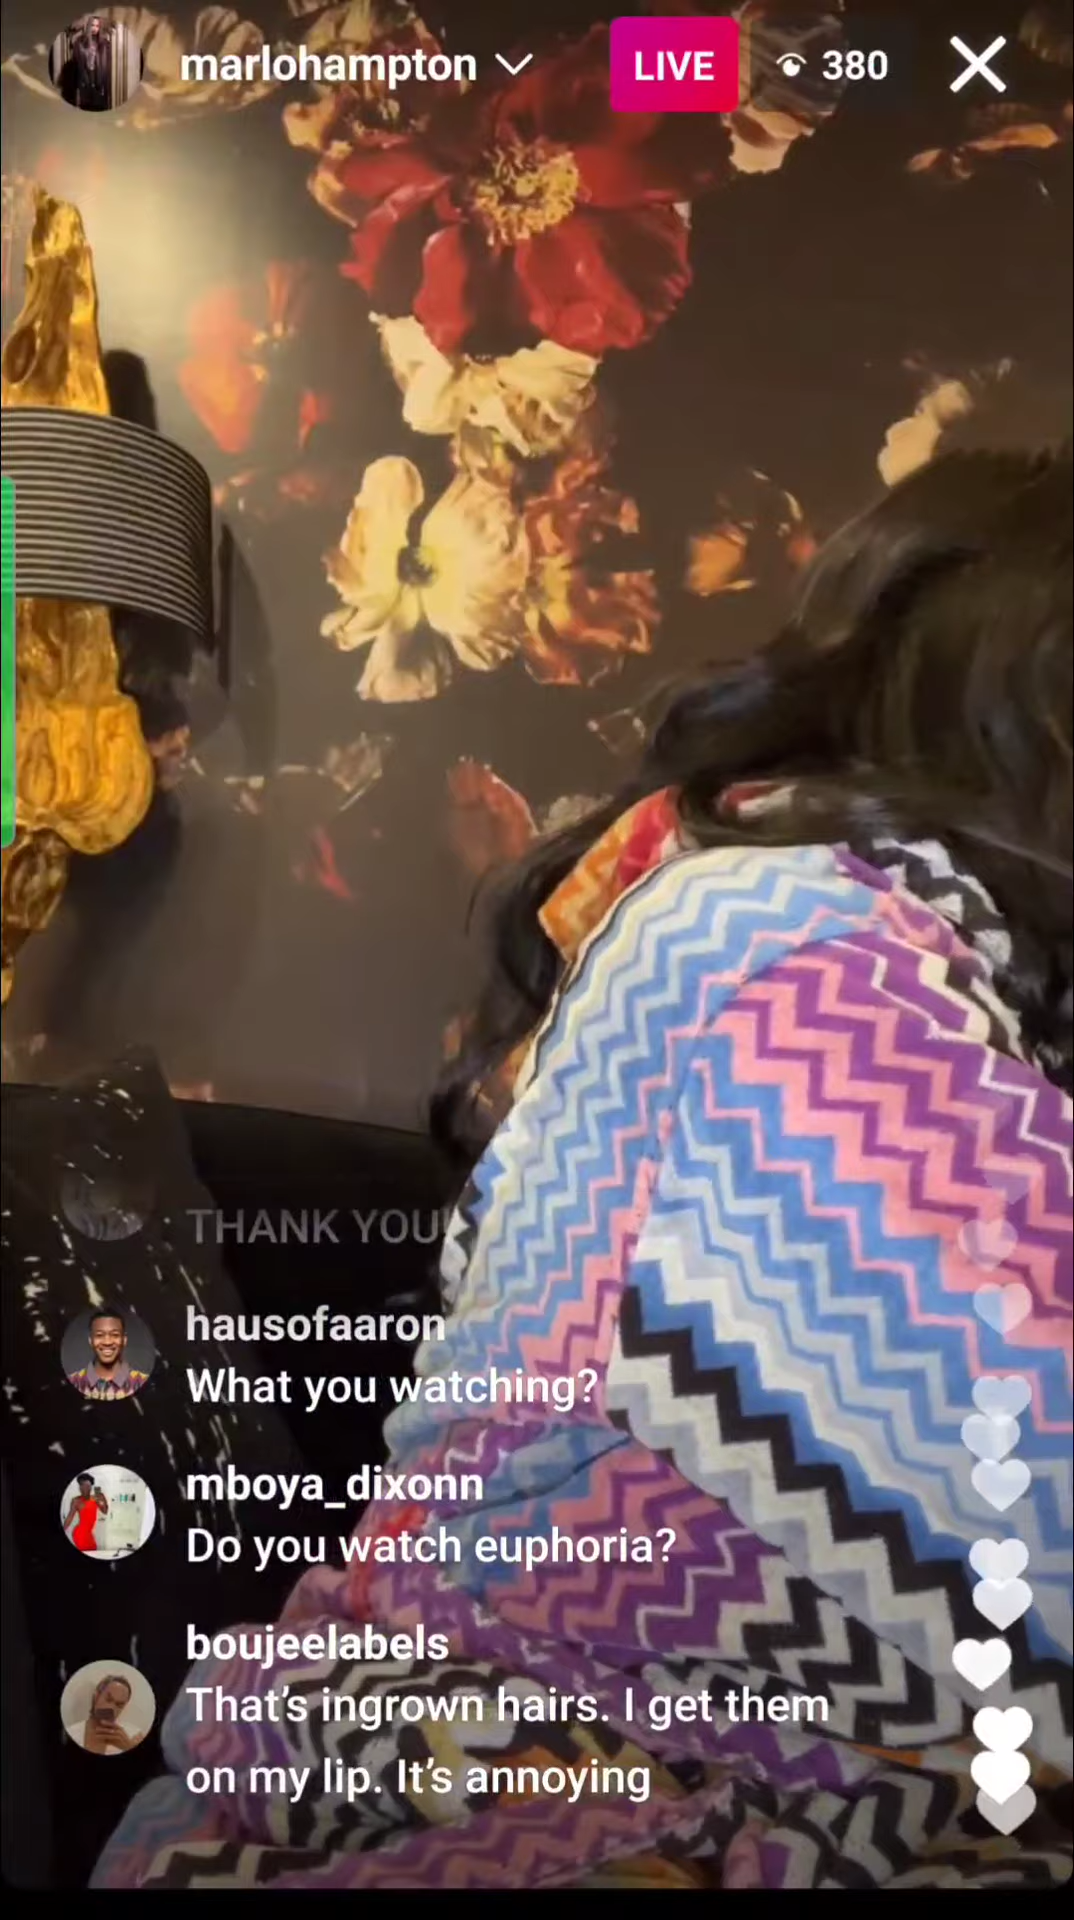 marlohampton
LIVE
380
THANK YOU!
hausofaaron
What you watching?
mboya_dixonn
Do you watch euphoria?
boujeelabels
That's ingrown hairs. I get them
on my lip. It's annoying